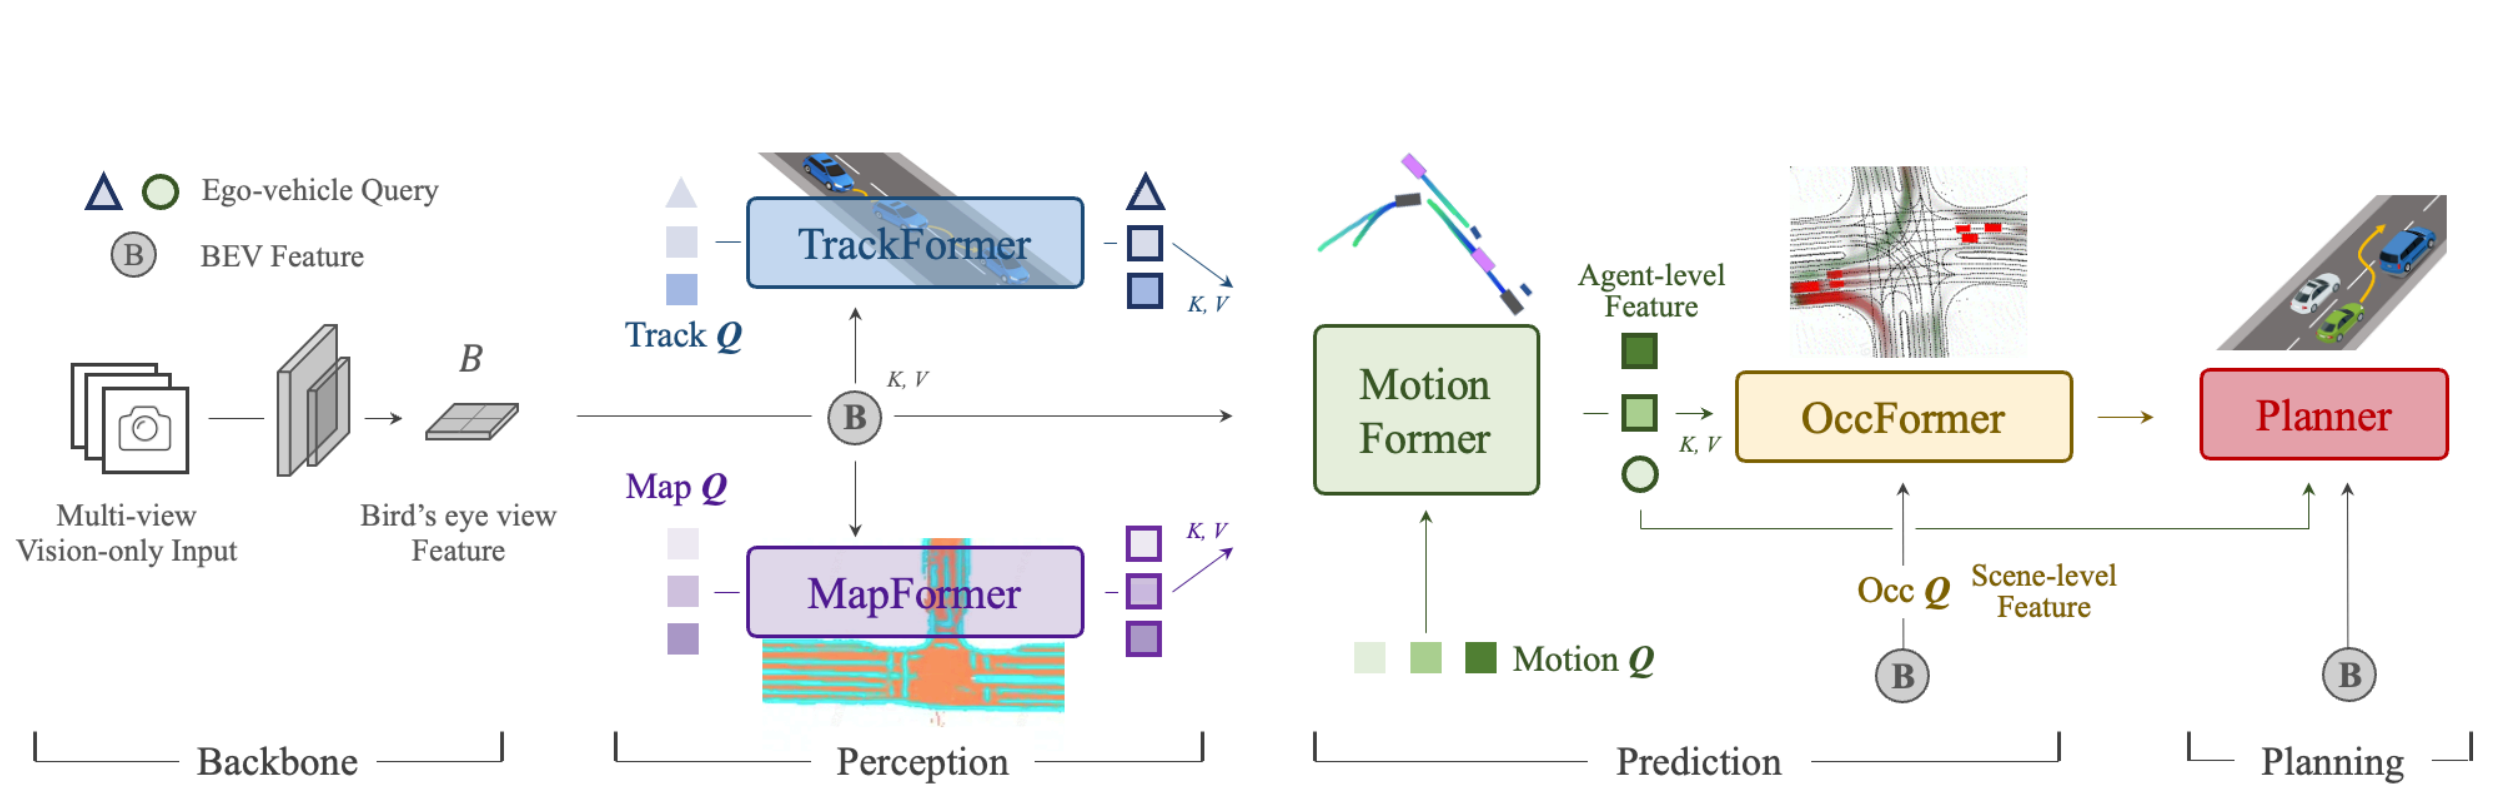 Ego-vehicle Query
B
BEV Feature
B
Multi-view
Vision-only Input
Bird's eye view
Feature
Backbone
TrackFormer
Track Q
K, V
K, V
B
Map Q
K, V
MapFormer
Perception
Motion
Former
Agent-level
Feature
K, V
Motion Q
OccFormer
Occ Q
Scene-level
Feature
B
Prediction
Planner
B
Planning